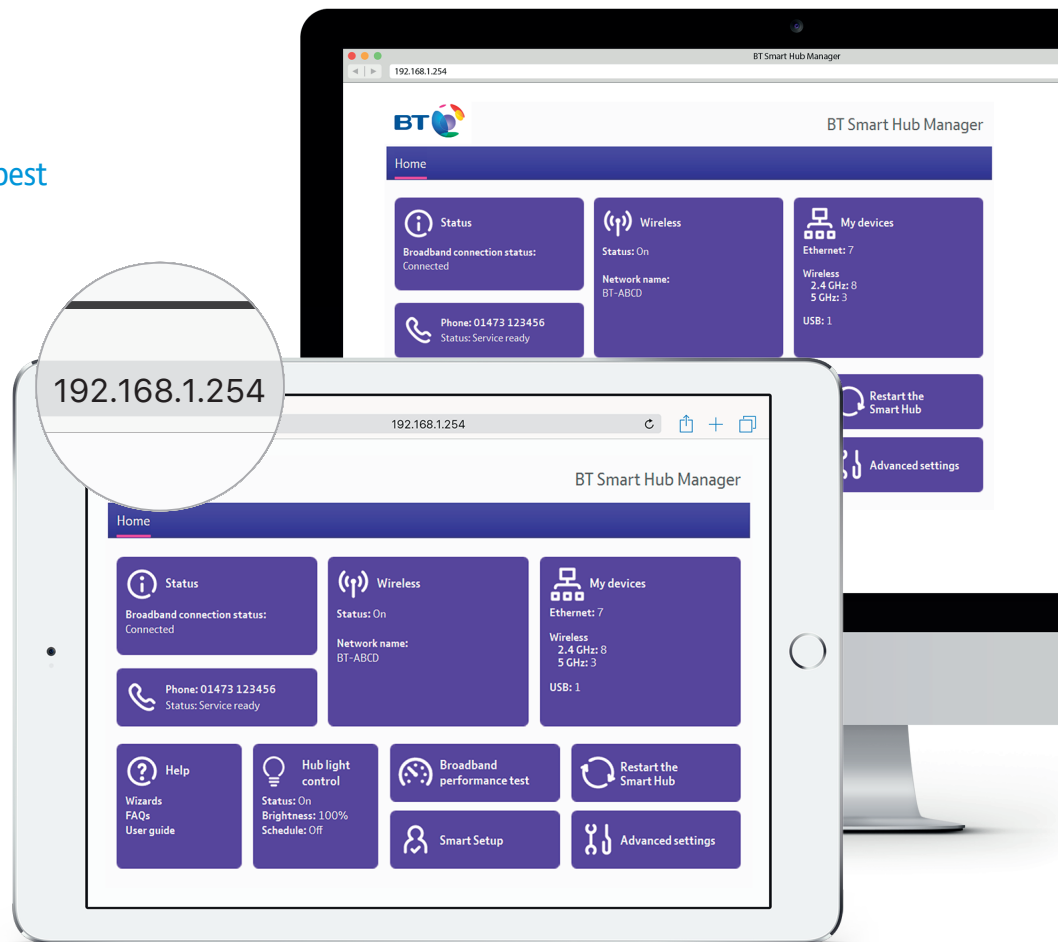 BT Smart Hub Manager
192.168.1.254
BT
BT Smart Hub Manager
Home
Status
Broadband connection status:
Connected
Phone: 01473 123456
Status: Service ready
Wireless
Status: On
Network name:
BT-ABCD
My devices
Ethernet: 7
Wireless
2.4 GHz: 8
5 GHz: 3
USB: 1
Restart the
Smart Hub
Advanced settings
best
192.168.1.254
192.168.1.254
BT Smart Hub Manager
Home
Status
Broadband connection status:
Connected
Phone: 01473 123456
Status: Service ready
Wireless
Status: On
Network name:
BT-ABCD
My devices
Ethernet: 7
Wireless
2.4 GHz: 8
5 GHz: 3
USB: 1
Help
Wizards
FAQs
User guide
Hub light
control
Status: On
Brightness: 100%
Schedule: Off
Broadband
performance test
Smart Setup
Restart the
Smart Hub
Advanced settings